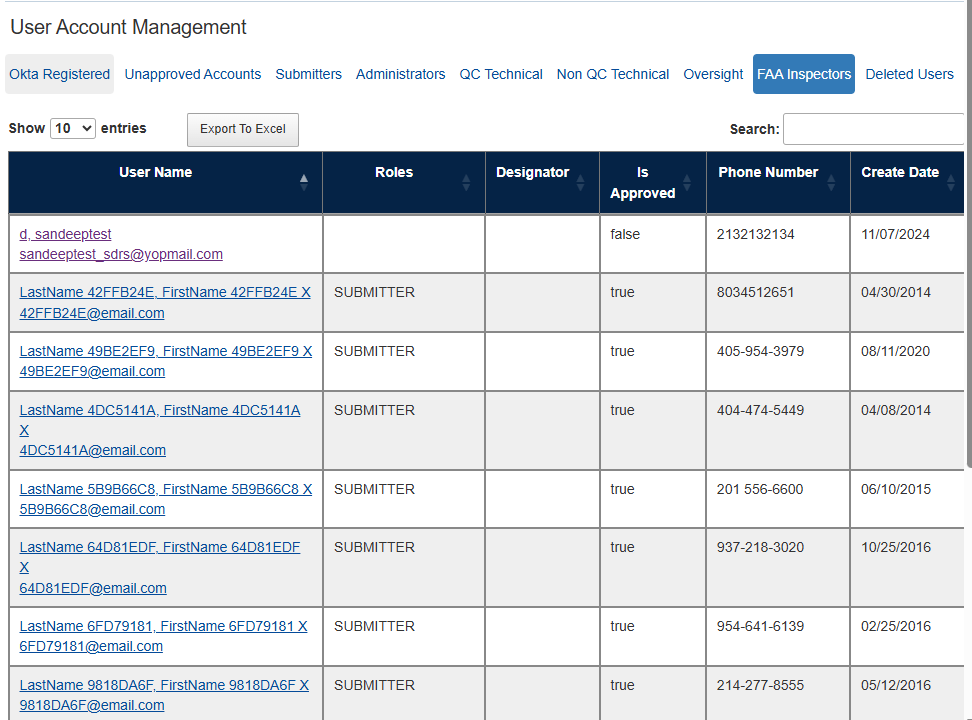 User Account Management
Okta Registered Unapproved Accounts Submitters Administrators QC Technical Non QC Technical Oversight FAA Inspectors Deleted Users
Show 10 entries Export To Excel Search:
User Name Roles Designator Is Approved Phone Number Create Date
d, sandeeptest false 2132132134 11/07/2024
sandeeptest_sdrs@yopmail.com
LastName 42FFB24E, FirstName 42FFB24E X SUBMITTER true 8034512651 04/30/2014
42FFB24E@email.com
LastName 49BE2EF9, FirstName 49BE2EF9 X SUBMITTER true 405-954-3979 08/11/2020
49BE2EF9@email.com
LastName 4DC5141A, FirstName 4DC5141A SUBMITTER true 404-474-5449 04/08/2014
X
4DC5141A@email.com
LastName 5B9B66C8, FirstName 5B9B66C8 X SUBMITTER true 201 556-6600 06/10/2015
5B9B66C8@email.com
LastName 64D81EDF, FirstName 64D81EDF SUBMITTER true 937-218-3020 10/25/2016
X
64D81EDF@email.com
LastName 6FD79181, FirstName 6FD79181 X SUBMITTER true 954-641-6139 02/25/2016
6FD79181@email.com
LastName 9818DA6F, FirstName 9818DA6F X SUBMITTER true 214-277-8555 05/12/2016
9818DA6F@email.com